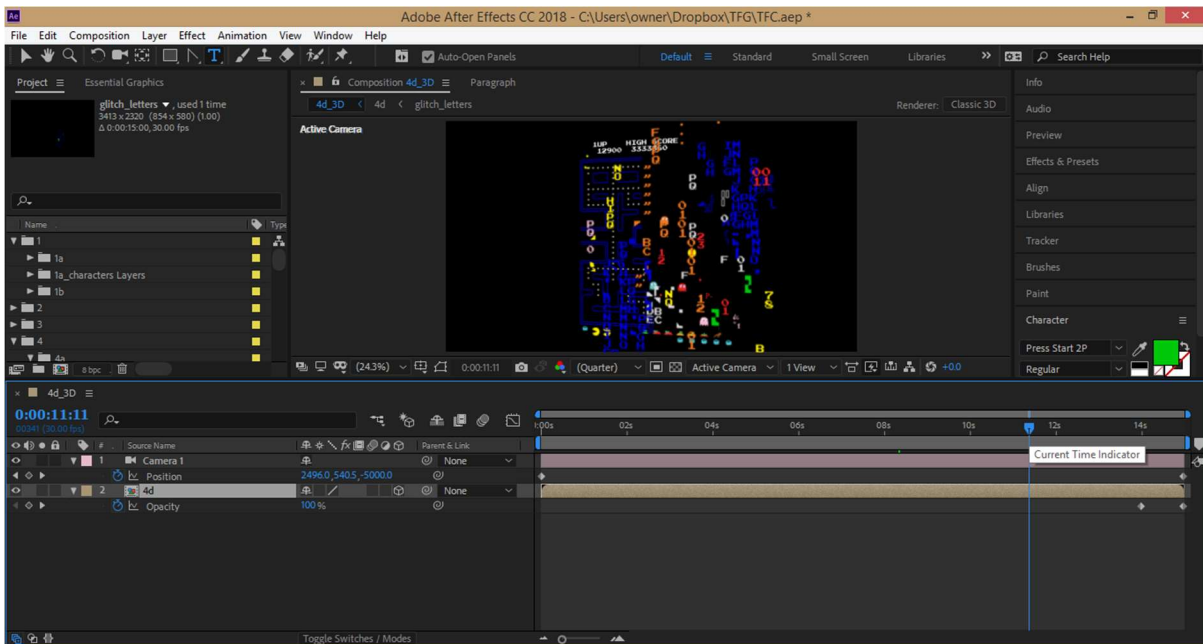 Ae
Adobe After Effects CC 2018 - C:\Users\owner\Dropbox\TFG\TFC.aep *
File Edit Composition Layer Effect Animation View Window Help
T Auto-Open Panels Default Standard Small Screen Libraries >> Search Help
Project Essential Graphics
× Composition 4d_3D Paragraph
Info
glitch_letters , used 1 time
3413 x 2320 (854 x 580) (1.00)
Δ 0:00:15:00, 30.00 fps
4d_3D 4d glitch_letters
Renderer: Classic 3D
Audio
Active Camera
1UP HIGH SCORE
12900
Preview
Effects & Presets
Align
Libraries
Name Type
1
1a
1a_characters Layers
1b
2
3
4
4a
Tracker
Brushes
Paint
Character
Press Start 2P
Regular
8 bpc
(24.3%) 0:00:11:11 (Quarter) Active Camera 1 View +0.0
× 4d_3D
0:00:11:11
00341 (30.00 fps)
:00s 02s 04s 06s 08s 10s 12s 14s
# Source Name Parent & Link
1 Camera 1 None
Current Time Indicator
Position 2496.0,540.5,-5000.0
2 4d None
Opacity 100 %
Toggle Switches / Modes